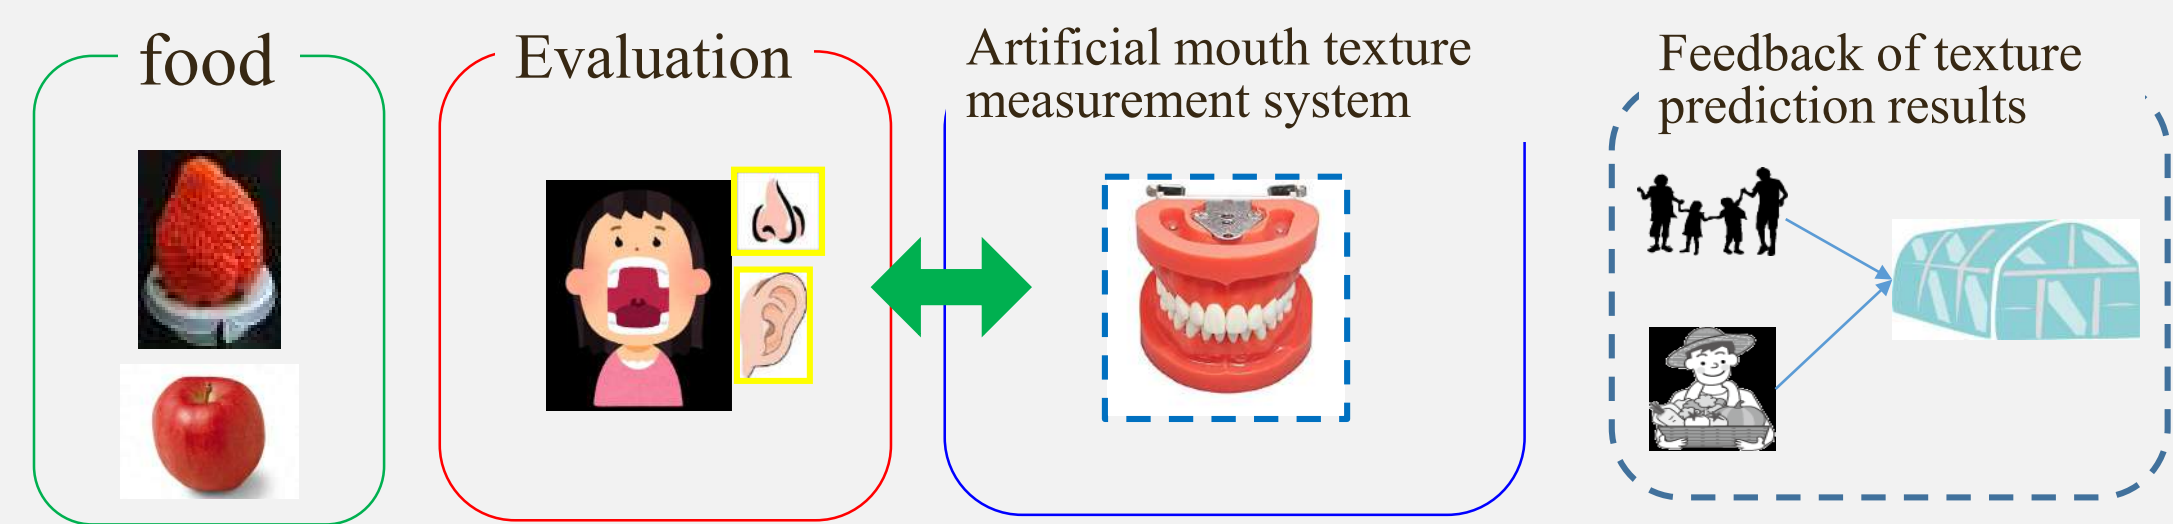 food
Evaluation
Artificial mouth texture
measurement system
Feedback of texture
prediction results